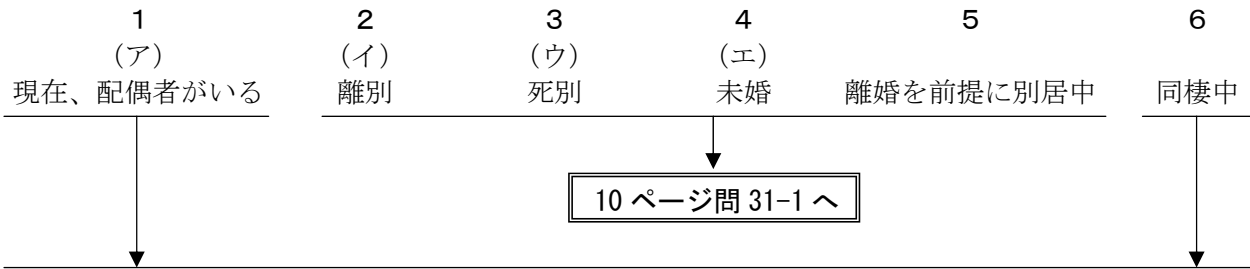 1 2 3 4 5 6
(ア) (イ) (ウ) (エ)
現在、配偶者がいる 離別 死別 未婚 離婚を前提に別居中 同棲中
10 ページ問 31-1 へ